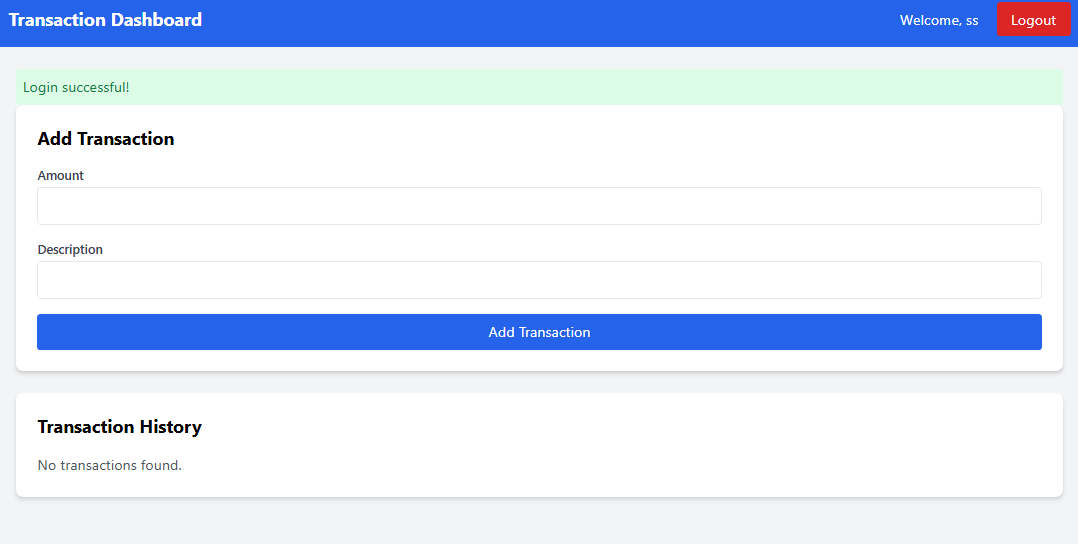 Transaction Dashboard
Welcome, ss
Logout
Login successful!
Add Transaction
Amount
Description
Add Transaction
Transaction History
No transactions found.